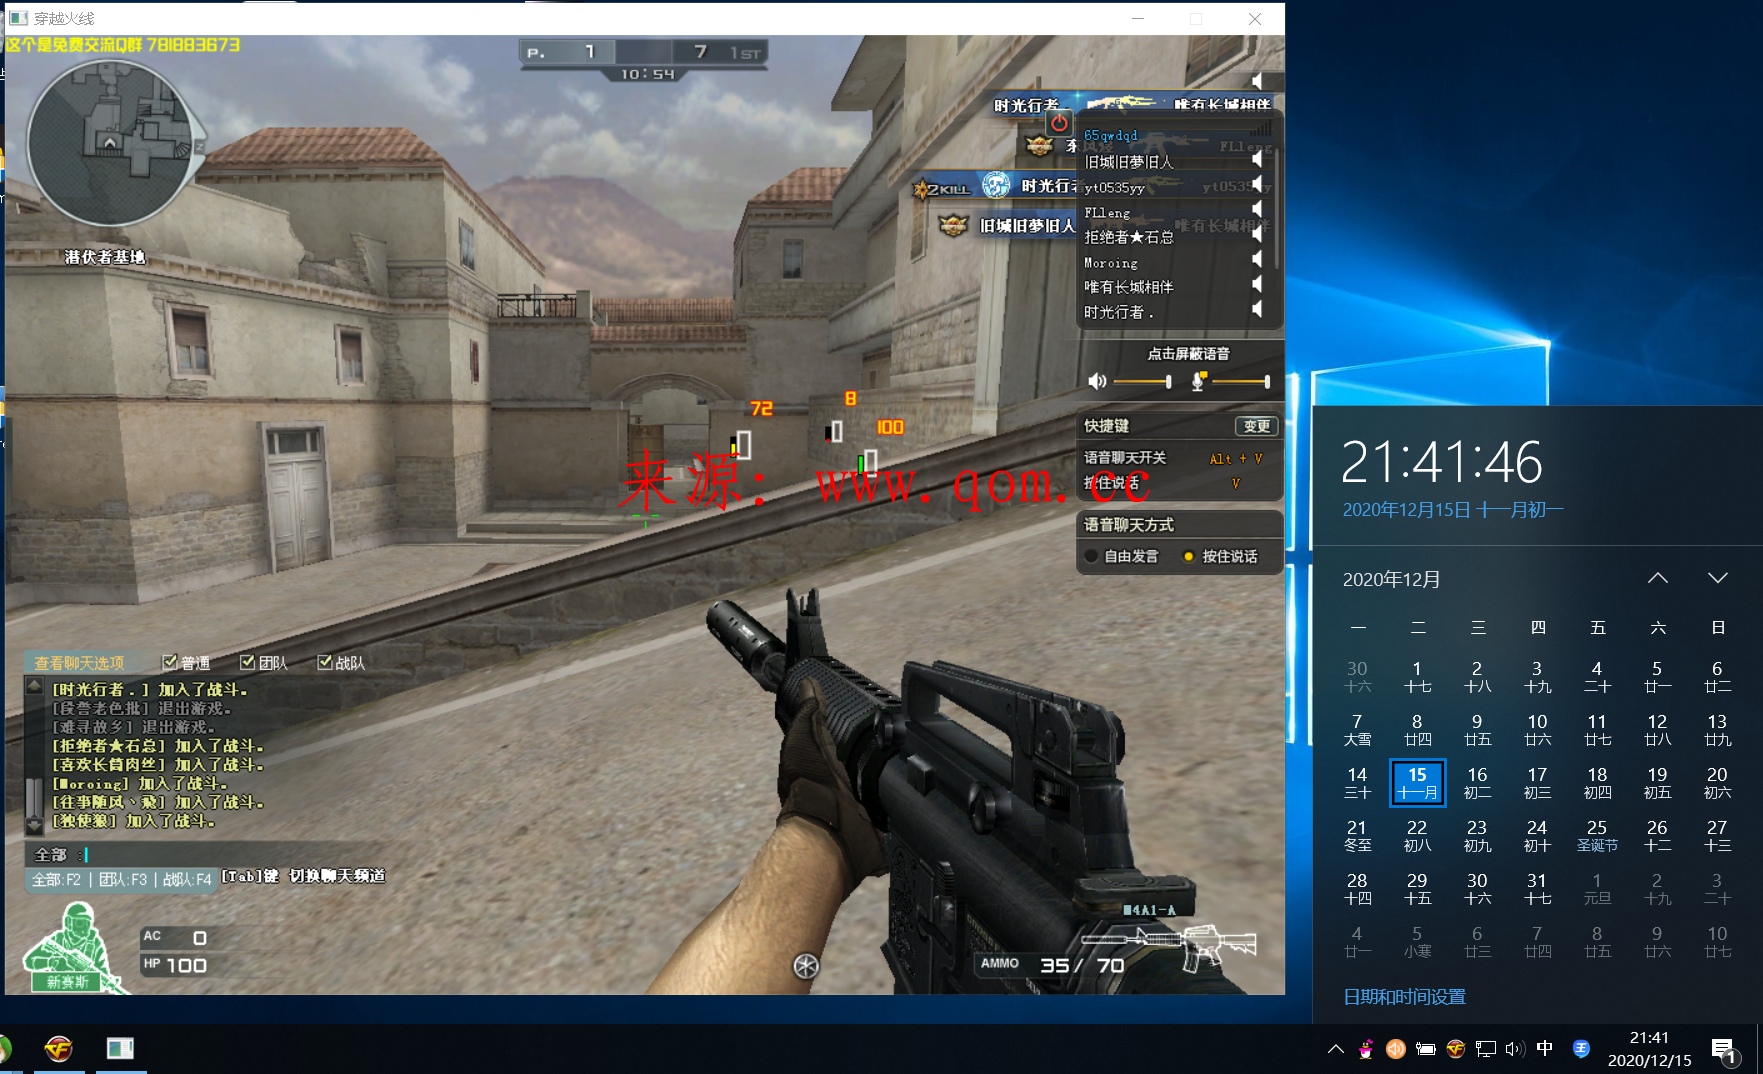 穿越火线
这个是免费交流Q群 781883673
P. 1 7 1ST
10:54
时光行者. 唯有长城相伴
FLleng
2KILL 时光行者 yt0535yy
旧城旧夢旧人 唯有长城相伴
65qwdqd
旧城旧夢旧人
yt0535yy
FLleng
拒绝者★石总
Moroing
唯有长城相伴
时光行者 .
点击屏蔽语音
快捷键 变更
语音聊天开关 Alt + V
按住说话 V
语音聊天方式
自由发言 按住说话
N
潜伏者基地
72
8
100
来源：www.qom.cc
查看聊天选项 普通 团队 战队
[时光行者 . ] 加入了战斗。
[段誉老色批] 退出游戏。
[难寻故乡] 退出游戏。
[拒绝者★石总] 加入了战斗。
[喜欢长筒肉丝] 加入了战斗。
[Moroing] 加入了战斗。
[往事随风丶飛] 加入了战斗。
[独使狼] 加入了战斗。
全部 :
全部:F2 | 团队:F3 | 战队:F4 [Tab]键 切换聊天频道
AC 0
HP 100
新赛斯
M4A1-A
AMMO 35/ 70
21:41:46
2020年12月15日 十一月初一
2020年12月
一 二 三 四 五 六 日
30 1 2 3 4 5 6
十六 十七 十八 十九 二十 廿一 廿二
7 8 9 10 11 12 13
大雪 廿四 廿五 廿六 廿七 廿八 廿九
14 15 16 17 18 19 20
三十 十一月 初二 初三 初四 初五 初六
21 22 23 24 25 26 27
冬至 初八 初九 初十 圣诞节 十二 十三
28 29 30 31 1 2 3
十四 十五 十六 十七 元旦 十九 二十
4 5 6 7 8 9 10
廿一 小寒 廿三 廿四 廿五 廿六 廿七
日期和时间设置
CF
中
王
21:41
2020/12/15
1